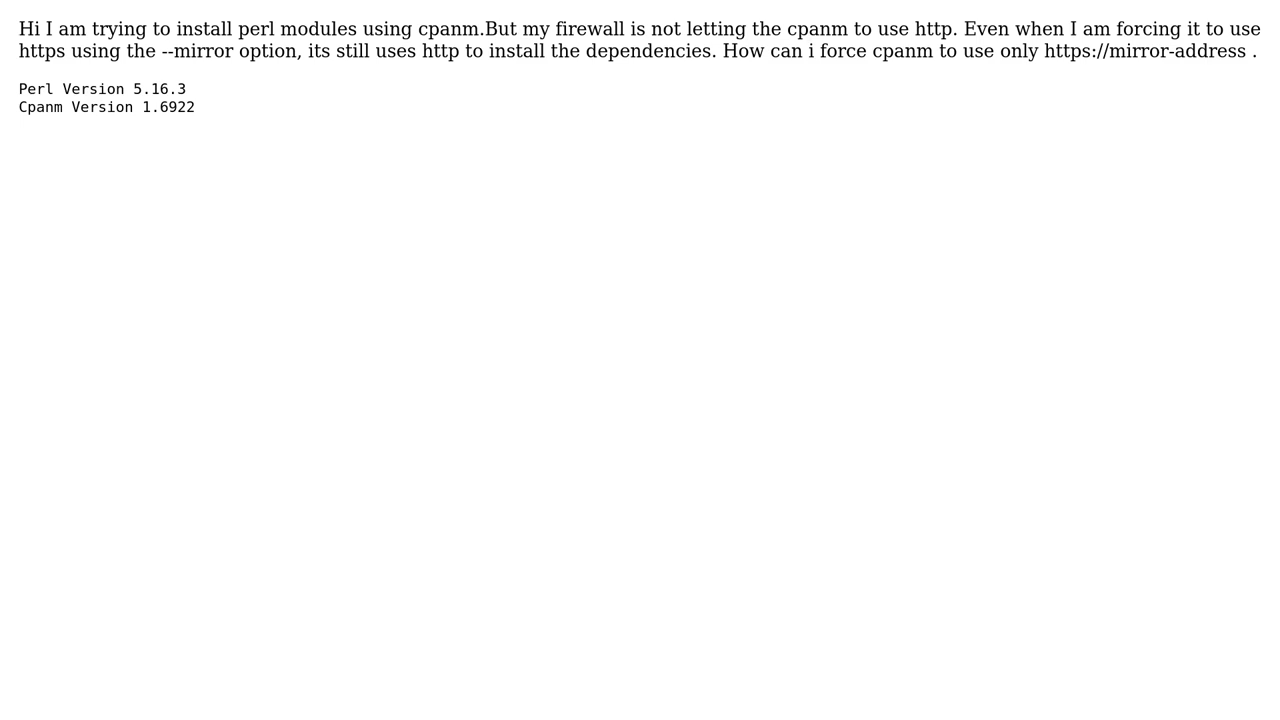 Hi I am trying to install perl modules using cpanm.But my firewall is not letting the cpanm to use http. Even when I am forcing it to use
https using the --mirror option, its still uses http to install the dependencies. How can i force cpanm to use only https://mirror-address .
Perl Version 5.16.3
Cpanm Version 1.6922